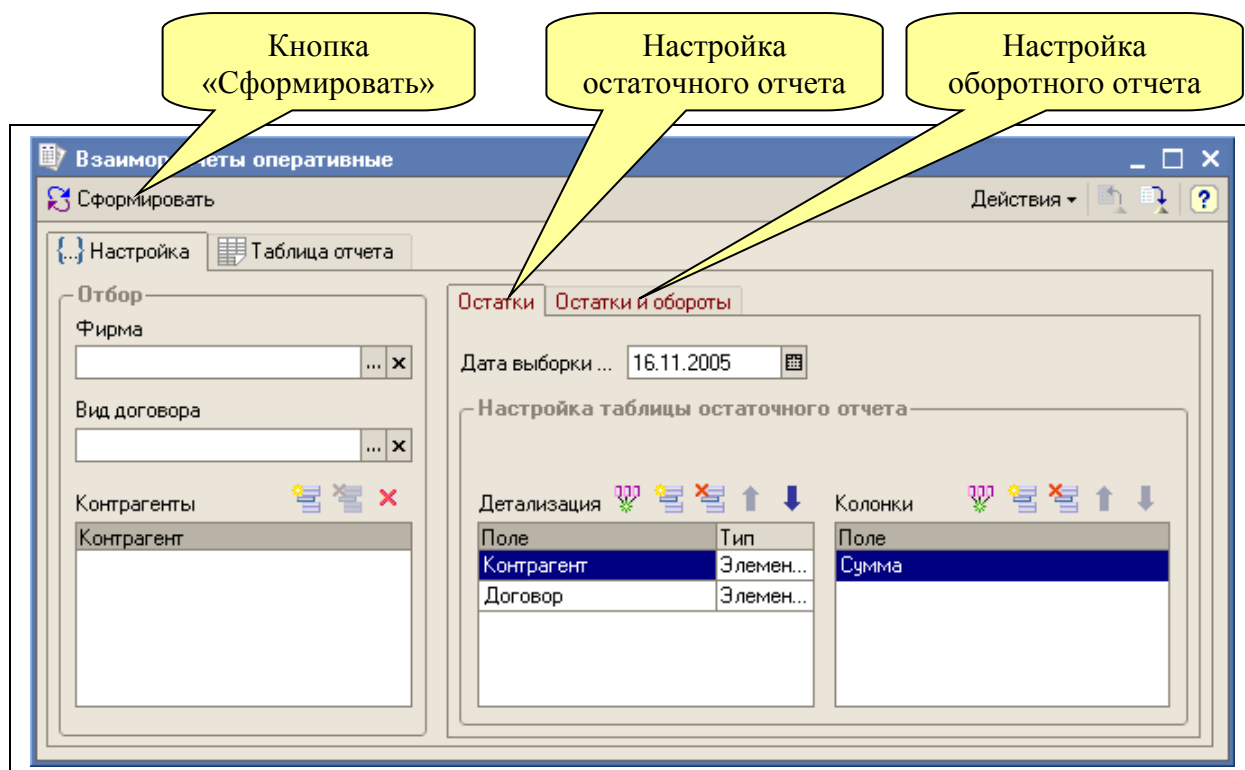 Кнопка
«Сформировать»
Настройка
остаточного отчета
Настройка
оборотного отчета
Взаимор четы оперативные
Сформировать
Действия
?
{...} Настройка
Таблица отчета
Отбор
Фирма
... x
Вид договора
... x
Контрагенты
Контрагент
Остатки
Остатки и обороты
Дата выборки ... 16.11.2005
Настройка таблицы остаточного отчета
Детализация
Поле Тип
Контрагент Элемен...
Договор Элемен...
Колонки
Поле
Сумма